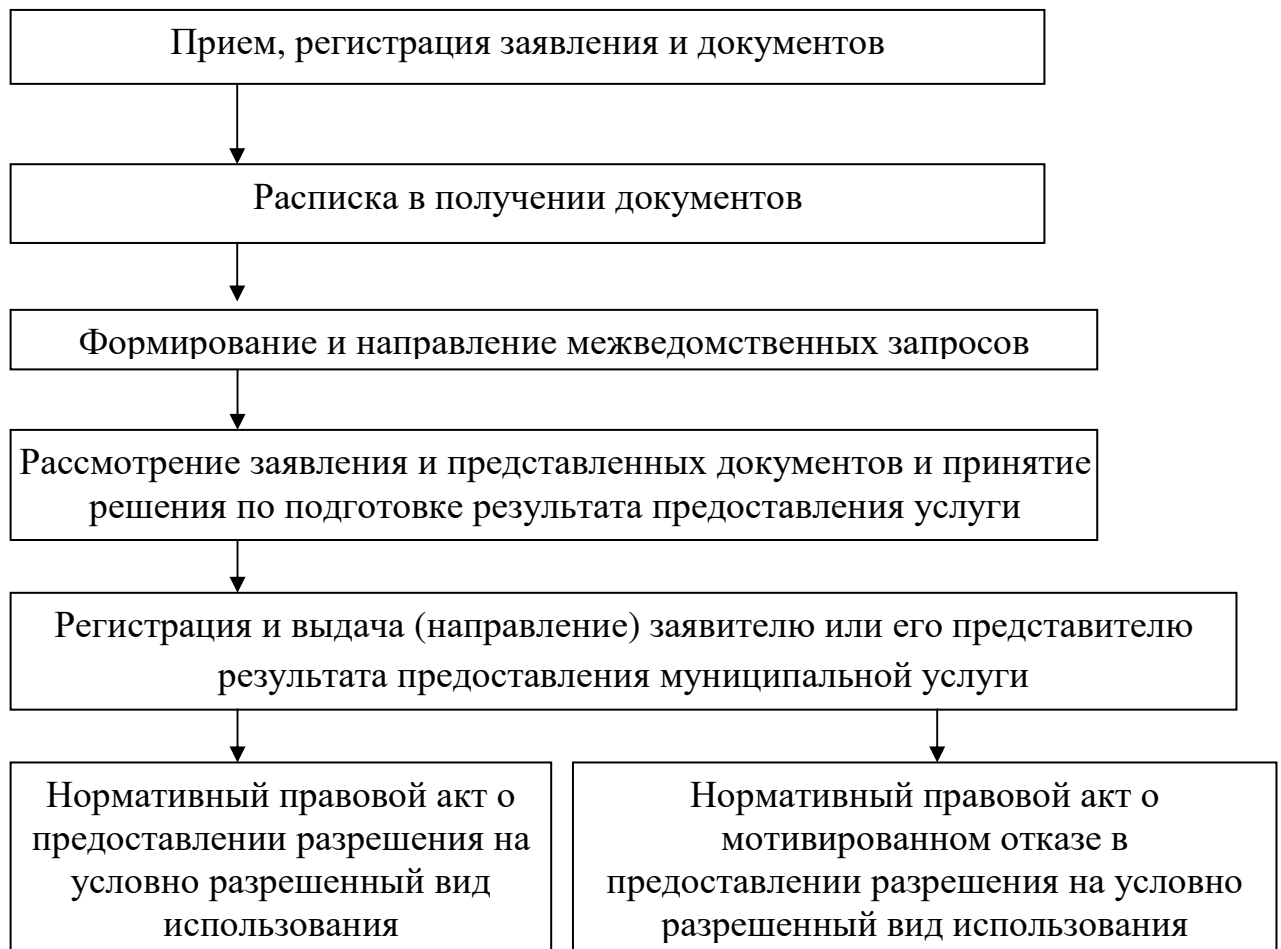 Прием, регистрация заявления и документов
Расписка в получении документов
Формирование и направление межведомственных запросов
Рассмотрение заявления и представленных документов и принятие
решения по подготовке результата предоставления услуги
Регистрация и выдача (направление) заявителю или его представителю
результата предоставления муниципальной услуги
Нормативный правовой акт о
предоставлении разрешения на
условно разрешенный вид
использования
Нормативный правовой акт о
мотивированном отказе в
предоставлении разрешения на условно
разрешенный вид использования